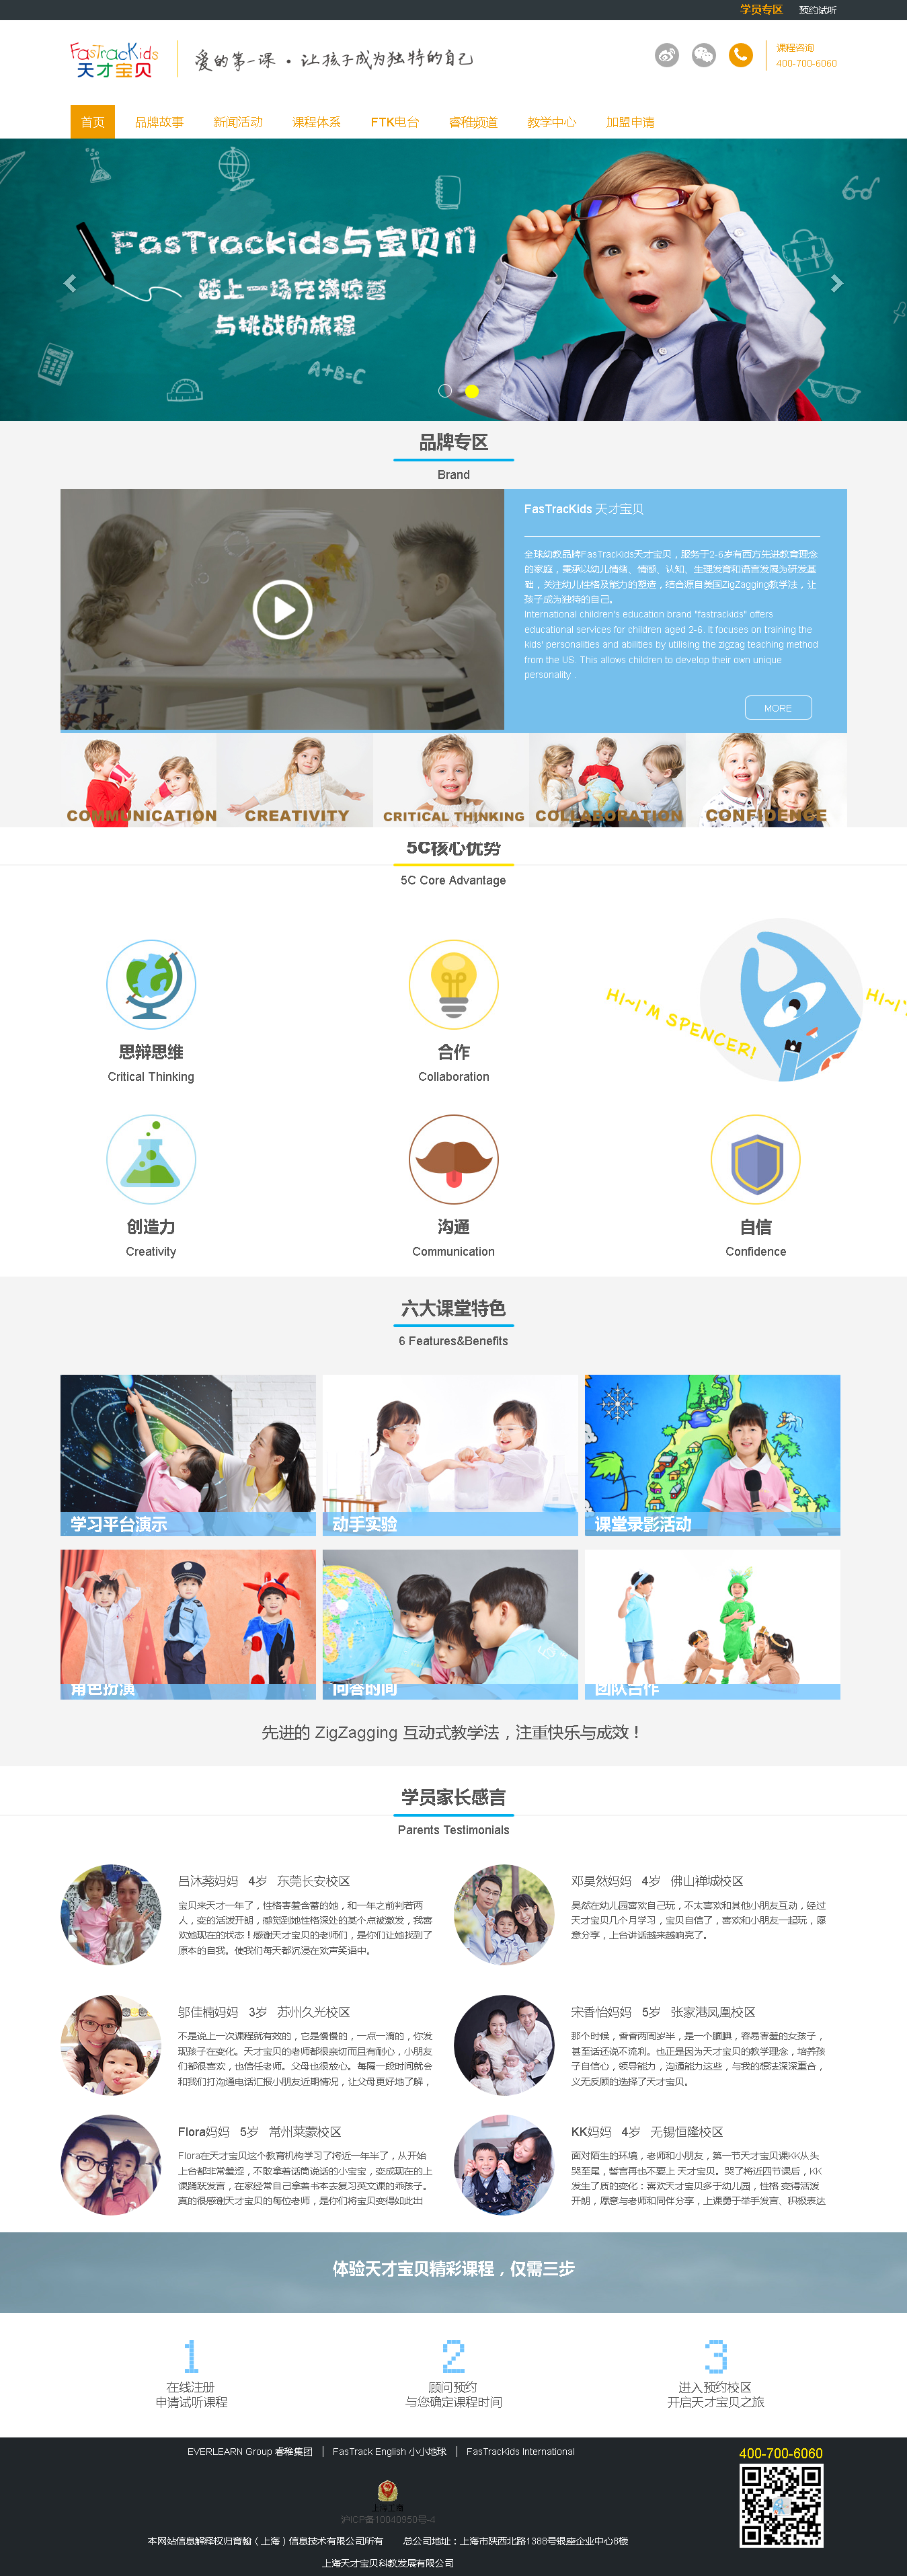 学员专区 预约试听
FasTracKids
天才宝贝
爱的第一课·让孩子成为独特的自己
课程咨询
400-700-6060
首页 品牌故事 新闻活动 课程体系 FTK电台 睿稚频道 教学中心 加盟申请
FasTrackids与宝贝们
踏上一场充满惊喜
与挑战的旅程
A+B=C
品牌专区
Brand
FasTracKids 天才宝贝
全球幼教品牌FasTracKids天才宝贝，服务于2-6岁有西方先进教育理念
的家庭，秉承以幼儿情绪、情感、认知、生理发育和语言发展为研发基
础，关注幼儿性格及能力的塑造，结合源自美国ZigZagging教学法，让
孩子成为独特的自己。
International children's education brand "fastrackids" offers
educational services for children aged 2-6. It focuses on training the
kids' personalities and abilities by utilising the zigzag teaching method
from the US. This allows children to develop their own unique
personality .
MORE
COMMUNICATION CREATIVITY CRITICAL THINKING COLLABORATION CONFIDENCE
5C核心优势
5C Core Advantage
HI~I'M SPENCER! HI~I'
思辩思维 合作
Critical Thinking Collaboration
创造力 沟通 自信
Creativity Communication Confidence
六大课堂特色
6 Features&Benefits
学习平台演示 动手实验 课堂录影活动
角色扮演 问答时间 团队合作
先进的 ZigZagging 互动式教学法，注重快乐与成效！
学员家长感言
Parents Testimonials
吕沐荛妈妈 4岁 东莞长安校区
宝贝来天才一年了，性格害羞含蓄的她，和一年之前判若两
人，变的活泼开朗，感觉到她性格深处的某个点被激发，我喜
欢她现在的状态！感谢天才宝贝的老师们，是你们让她找到了
原本的自我。使我们每天都沉浸在欢声笑语中。
邓昊然妈妈 4岁 佛山禅城校区
昊然在幼儿园喜欢自己玩，不太喜欢和其他小朋友互动，经过
天才宝贝几个月学习，宝贝自信了，喜欢和小朋友一起玩，愿
意分享，上台讲话越来越响亮了。
邬佳楠妈妈 3岁 苏州久光校区
不是说上一次课程就有效的，它是慢慢的，一点一滴的，你发
现孩子在变化。天才宝贝的老师都很亲切而且有耐心，小朋友
们都很喜欢，也信任老师。父母也很放心。每隔一段时间就会
和我们打沟通电话汇报小朋友近期情况，让父母更好地了解，
宋香怡妈妈 5岁 张家港凤凰校区
那个时候，香香两周岁半，是一个腼腆，容易害羞的女孩子，
甚至话还说不流利。也正是因为天才宝贝的教学理念，培养孩
子自信心，领导能力，沟通能力这些，与我的想法深深重合，
义无反顾的选择了天才宝贝。
Flora妈妈 5岁 常州莱蒙校区
Flora在天才宝贝这个教育机构学习了将近一年半了，从开始
上台都非常羞涩，不敢拿着话筒说话的小宝宝，变成现在的上
课踊跃发言，在家经常自己拿着书本去复习英文课的乖孩子。
真的很感谢天才宝贝的每位老师，是你们将宝贝变得如此出
KK妈妈 4岁 无锡恒隆校区
面对陌生的环境，老师和小朋友，第一节天才宝贝课KK从头
哭至尾，誓言再也不要上 天才宝贝。哭了将近四节课后，KK
发生了质的变化：喜欢天才宝贝多于幼儿园，性格 变得活泼
开朗，愿意与老师和同伴分享，上课勇于举手发言、积极表达
体验天才宝贝精彩课程，仅需三步
1 2 3
在线注册 顾问预约 进入预约校区
申请试听课程 与您确定课程时间 开启天才宝贝之旅
EVERLEARN Group 睿稚集团 | FasTrack English 小小地球 | FasTracKids International
400-700-6060
上海工商
沪ICP备10040950号-4
本网站信息解释权归育翰（上海）信息技术有限公司所有 总公司地址：上海市陕西北路1388号银座企业中心8楼
上海天才宝贝科教发展有限公司